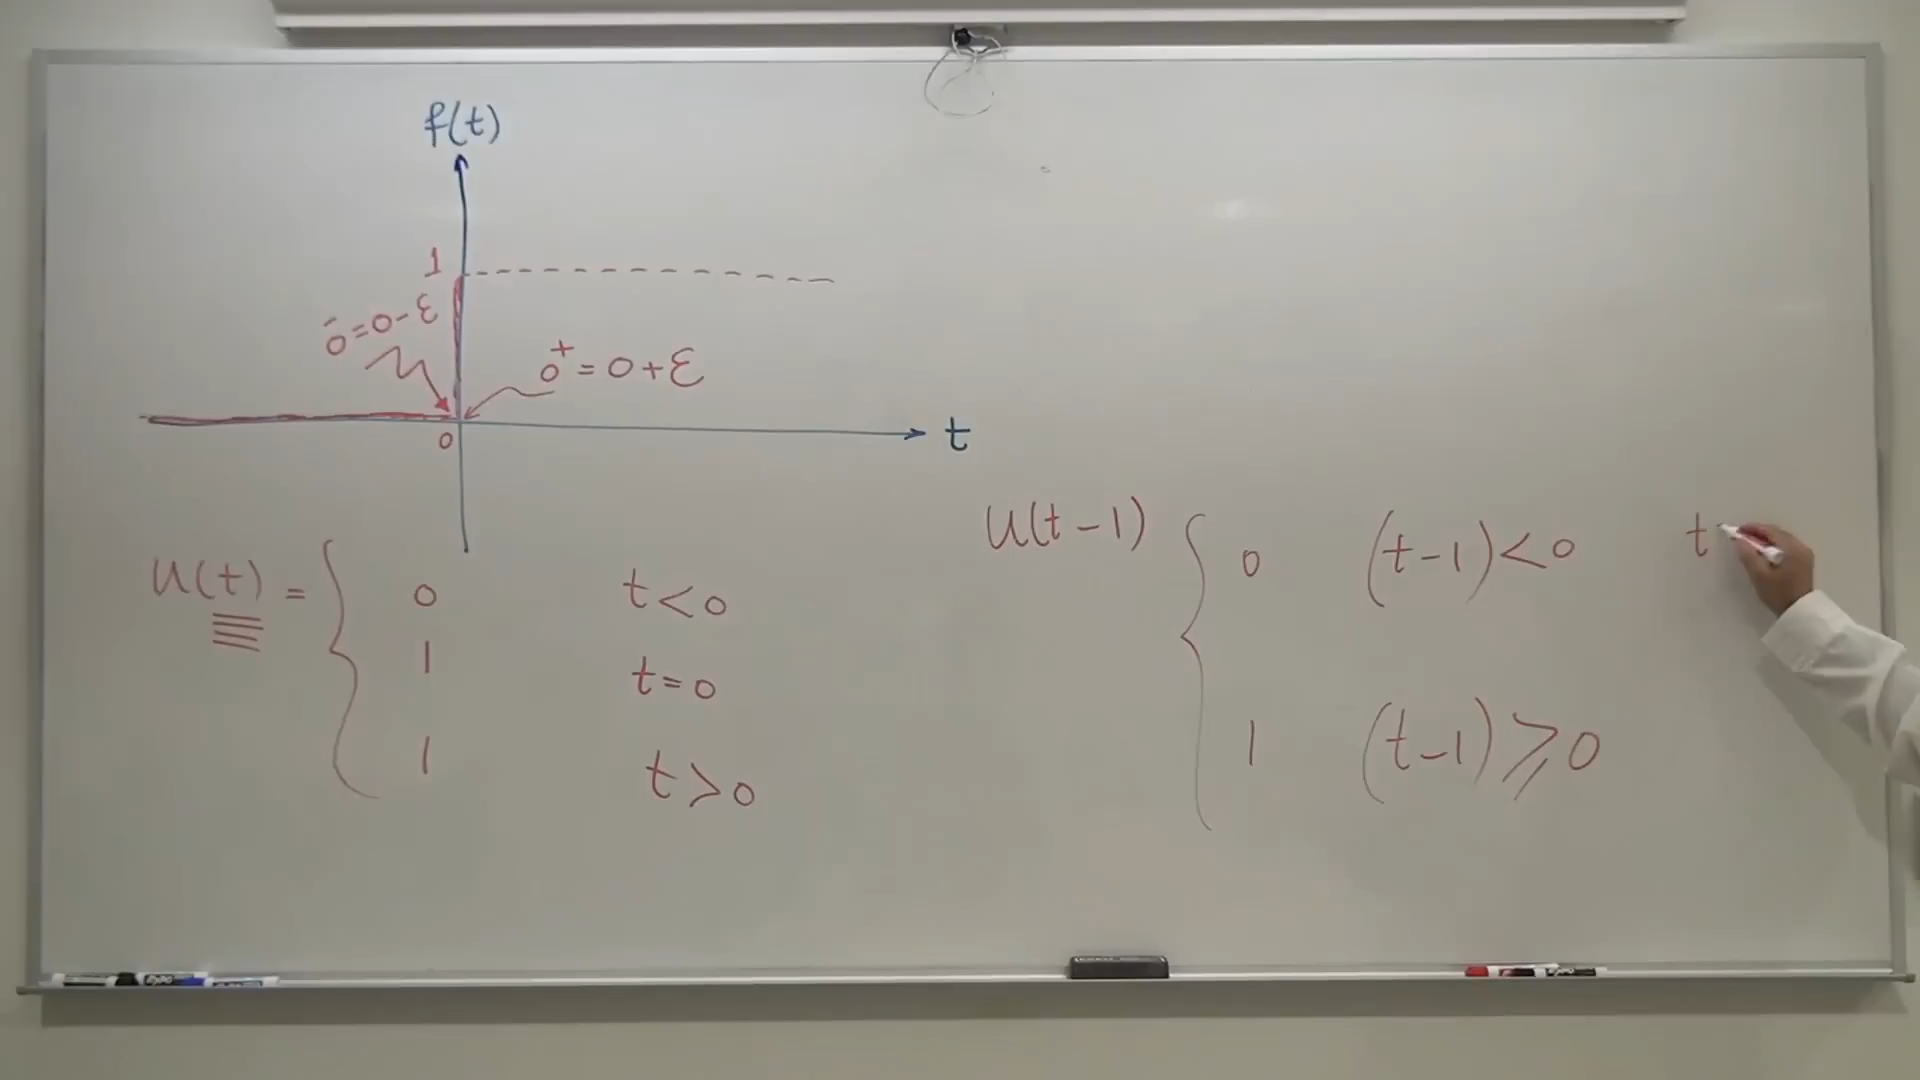 f(t)
1
0⁻=0-ε
0⁺=0+ε
0
t
u(t) = { 0 t<0
1 t=0
1 t>0
u(t-1) { 0 (t-1)<0 t
1 (t-1)⩾0
EXPO